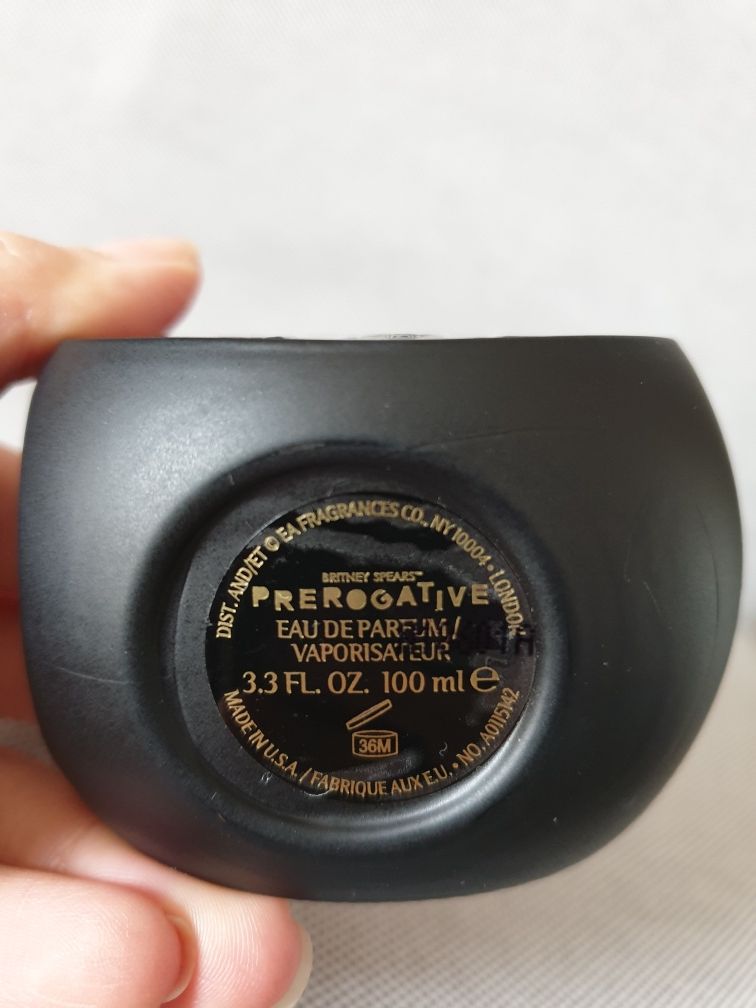 DIST. AND/ET © EA FRAGRANCES CO., NY 10004 • LONDON
BRITNEY SPEARS™
PREROGATIVE
EAU DE PARFUM /
VAPORISATEUR
3.3 FL. OZ. 100 ml ℮
36M
MADE IN U.S.A. / FABRIQUE AUX E.U. • NO. A0115142